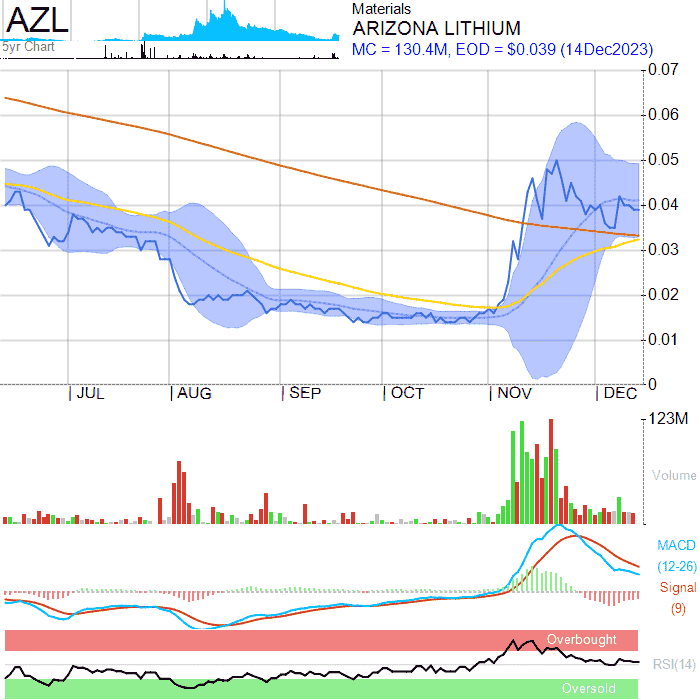 AZL
5yr Chart
Materials
ARIZONA LITHIUM
MC = 130.4M, EOD = $0.039 (14Dec2023)
0.07
0.06
0.05
0.04
0.03
0.02
0.01
0
JUL AUG SEP OCT NOV DEC
123M
Volume
MACD
(12-26)
Signal
(9)
Overbought
RSI(14)
Oversold